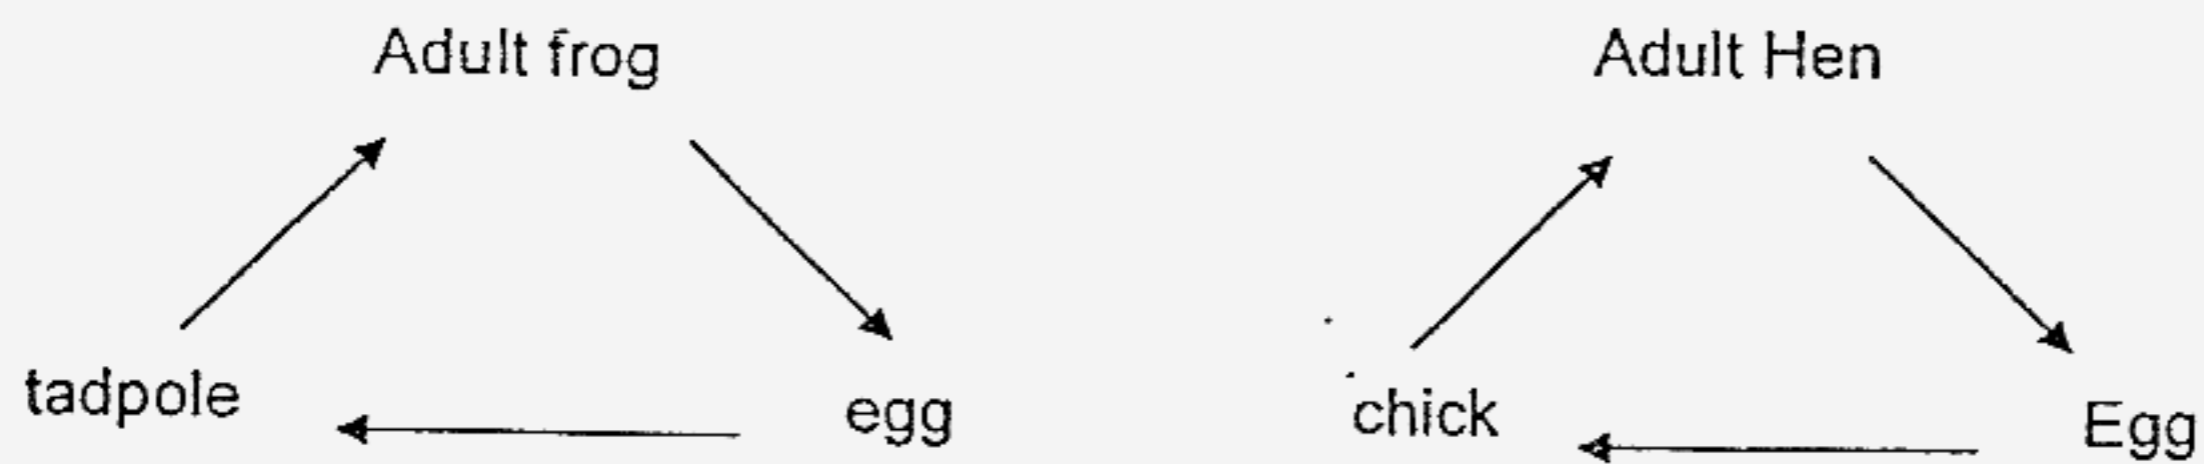 Adult frog
Adult Hen
tadpole
egg
chick
Egg